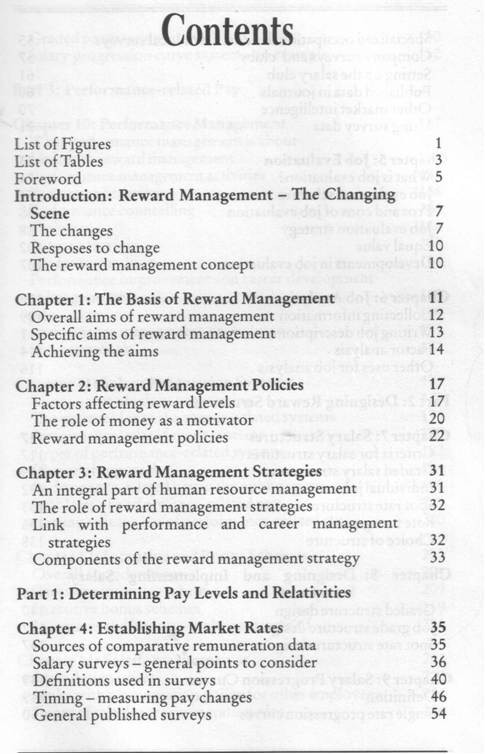 Contents
List of Figures 1
List of Tables 3
Foreword 5
Introduction: Reward Management – The Changing
Scene 7
The changes 7
Resposes to change 10
The reward management concept 10
Chapter 1: The Basis of Reward Management 11
Overall aims of reward management 12
Specific aims of reward management 13
Achieving the aims 14
Chapter 2: Reward Management Policies 17
Factors affecting reward levels 17
The role of money as a motivator 20
Reward management policies 22
Chapter 3: Reward Management Strategies 31
An integral part of human resource management 31
The role of reward management strategies 32
Link with performance and career management
strategies 32
Components of the reward management strategy 33
Part 1: Determining Pay Levels and Relativities
Chapter 4: Establishing Market Rates 35
Sources of comparative remuneration data 35
Salary surveys – general points to consider 36
Definitions used in surveys 40
Timing – measuring pay changes 46
General published surveys 54